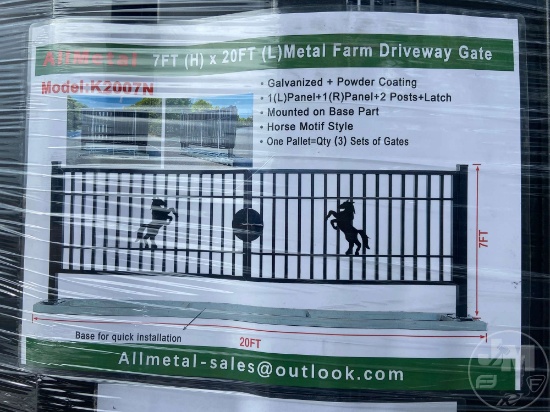 AllMetal 7FT (H) x 20FT (L)Metal Farm Driveway Gate
Model:K2007N
• Galvanized + Powder Coating
• 1(L)Panel+1(R)Panel+2 Posts+Latch
• Mounted on Base Part
• Horse Motif Style
• One Pallet=Qty (3) Sets of Gates
7FT
Base for quick installation
20FT
Allmetal-sales@outlook.com